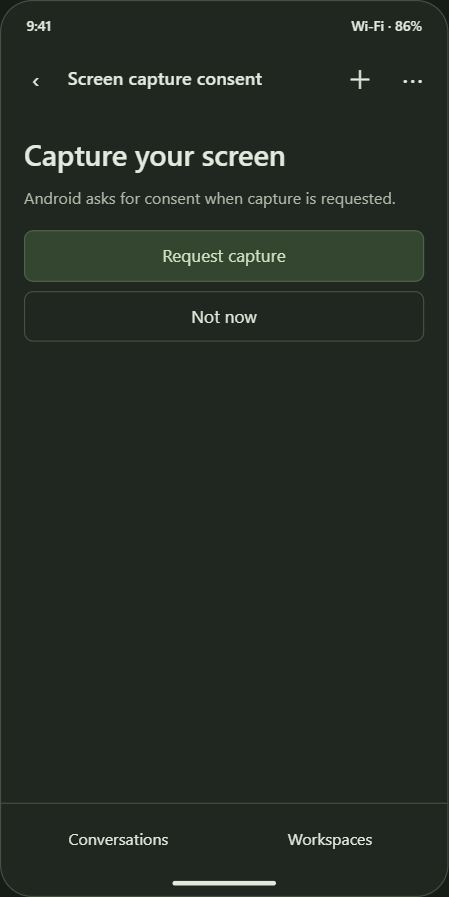 9:41
Wi-Fi · 86%
‹ Screen capture consent + ...
Capture your screen
Android asks for consent when capture is requested.
Request capture
Not now
Conversations
Workspaces